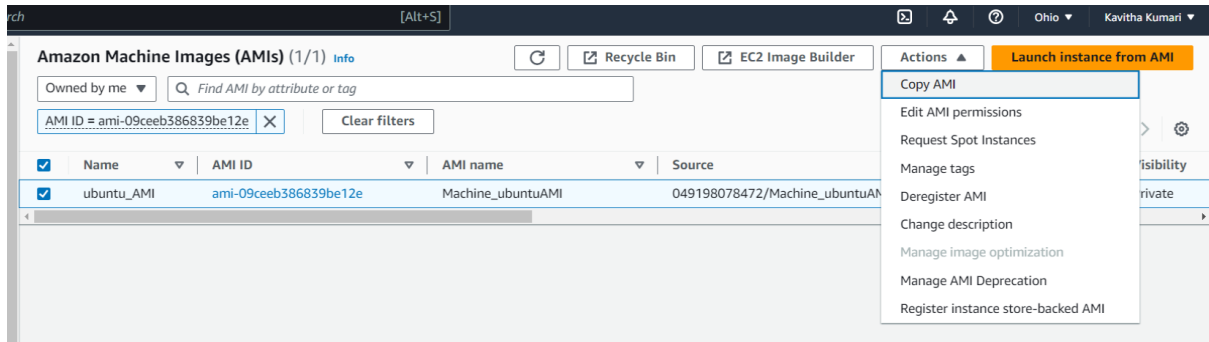 rch [Alt+S] Ohio ▼ Kavitha Kumari ▼
Amazon Machine Images (AMIs) (1/1) Info Recycle Bin EC2 Image Builder Actions ▲ Launch instance from AMI
Owned by me ▼ Find AMI by attribute or tag Copy AMI
AMI ID = ami-09ceeb386839be12e Clear filters Edit AMI permissions
Request Spot Instances
Name AMI ID AMI name Source Manage tags isibility
ubuntu_AMI ami-09ceeb386839be12e Machine_ubuntuAMI 049198078472/Machine_ubuntuAM Deregister AMI rivate
Change description
Manage image optimization
Manage AMI Deprecation
Register instance store-backed AMI